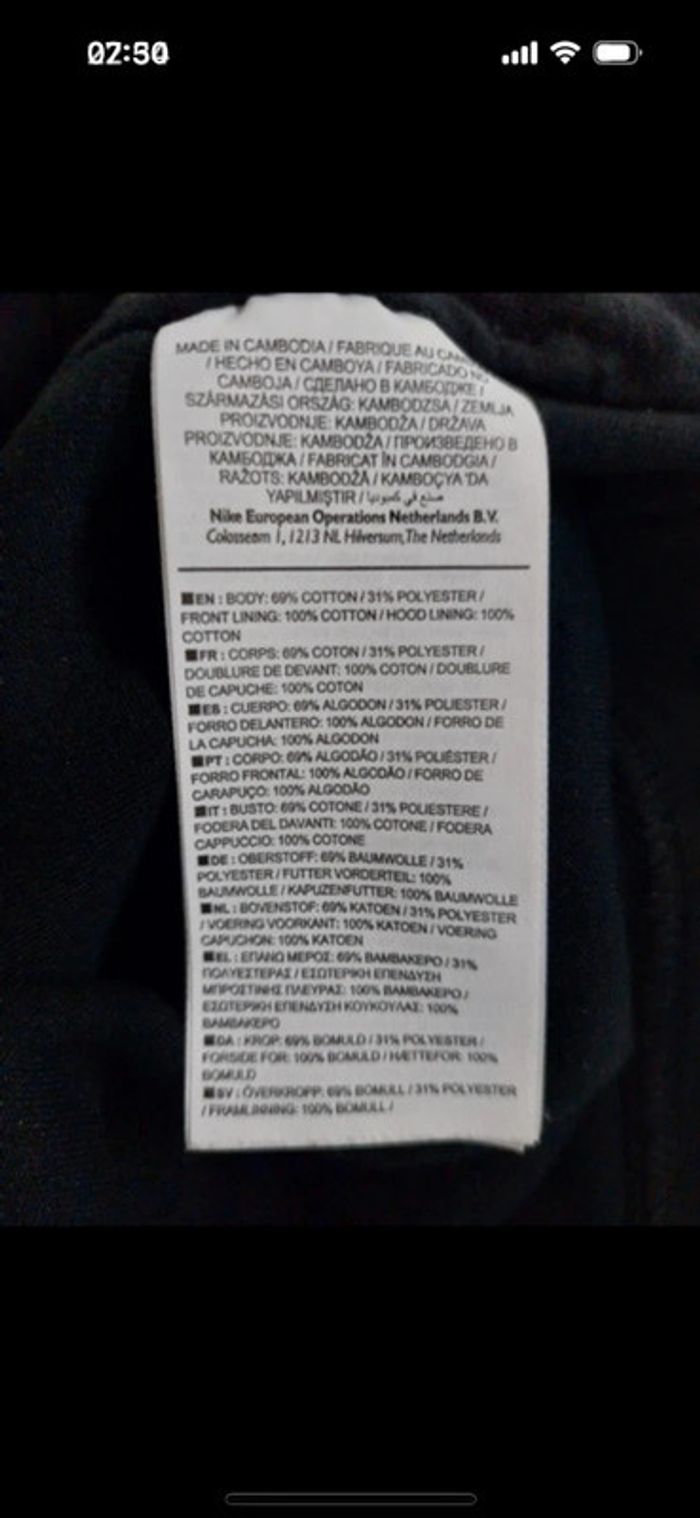 MADE IN CAMBODIA / FABRIQUE AU
/ HECHO EN CAMBOYA / FABRICADO NO
CAMBOJA / СДЕЛАНО В КАМБОДЖЕ /
SZÁRMAZÁSI ORSZÁG: KAMBODZSA / ZEMLJA
PROIZVODNJE: KAMBODŽA / DRŽAVA
PROIZVODNJE: KAMBODŽA / ПРОИЗВЕДЕНО В
КАМБОДЖА / FABRICAT ÎN CAMBODGIA /
RAŽOTS: KAMBODŽĀ / KAMBOÇYA 'DA
YAPILMIŞTIR / صنع في كمبوديا
Nike European Operations Netherlands B.V.
Colosseam 1, 1213 NL Hilversum, The Netherlands
EN : BODY: 69% COTTON / 31% POLYESTER /
FRONT LINING: 100% COTTON / HOOD LINING: 100%
COTTON
FR : CORPS: 69% COTON / 31% POLYESTER /
DOUBLURE DE DEVANT: 100% COTON / DOUBLURE
DE CAPUCHE: 100% COTON
ES : CUERPO: 69% ALGODON / 31% POLIESTER /
FORRO DELANTERO: 100% ALGODON / FORRO DE
LA CAPUCHA: 100% ALGODON
PT : CORPO: 69% ALGODÃO / 31% POLIÉSTER /
FORRO FRONTAL: 100% ALGODÃO / FORRO DE
CARAPUÇO: 100% ALGODÃO
IT : BUSTO: 69% COTONE / 31% POLIESTERE /
FODERA DEL DAVANTI: 100% COTONE / FODERA
CAPPUCCIO: 100% COTONE
DE : OBERSTOFF: 69% BAUMWOLLE / 31%
POLYESTER / FUTTER VORDERTEIL: 100%
BAUMWOLLE / KAPUZENFUTTER: 100% BAUMWOLLE
NL : BOVENSTOF: 69% KATOEN / 31% POLYESTER
/ VOERING VOORKANT: 100% KATOEN / VOERING
CAPUCHON: 100% KATOEN
EL : ΕΠΑΝΩ ΜΕΡΟΣ: 69% ΒΑΜΒΑΚΕΡΟ / 31%
ΠΟΛΥΕΣΤΕΡΑΣ / ΕΣΩΤΕΡΙΚΗ ΕΠΕΝΔΥΣΗ
ΜΠΡΟΣΤΙΝΗΣ ΠΛΕΥΡΑΣ: 100% ΒΑΜΒΑΚΕΡΟ /
ΕΣΩΤΕΡΙΚΗ ΕΠΕΝΔΥΣΗ ΚΟΥΚΟΥΛΑΣ: 100%
ΒΑΜΒΑΚΕΡΟ
DA : KROP: 69% BOMULD / 31% POLYESTER /
FORSIDE FOR: 100% BOMULD / HÆTTEFOR: 100%
BOMULD
SV : ÖVERKROPP: 69% BOMULL / 31% POLYESTER
/ FRAMLINNING: 100% BOMULL /